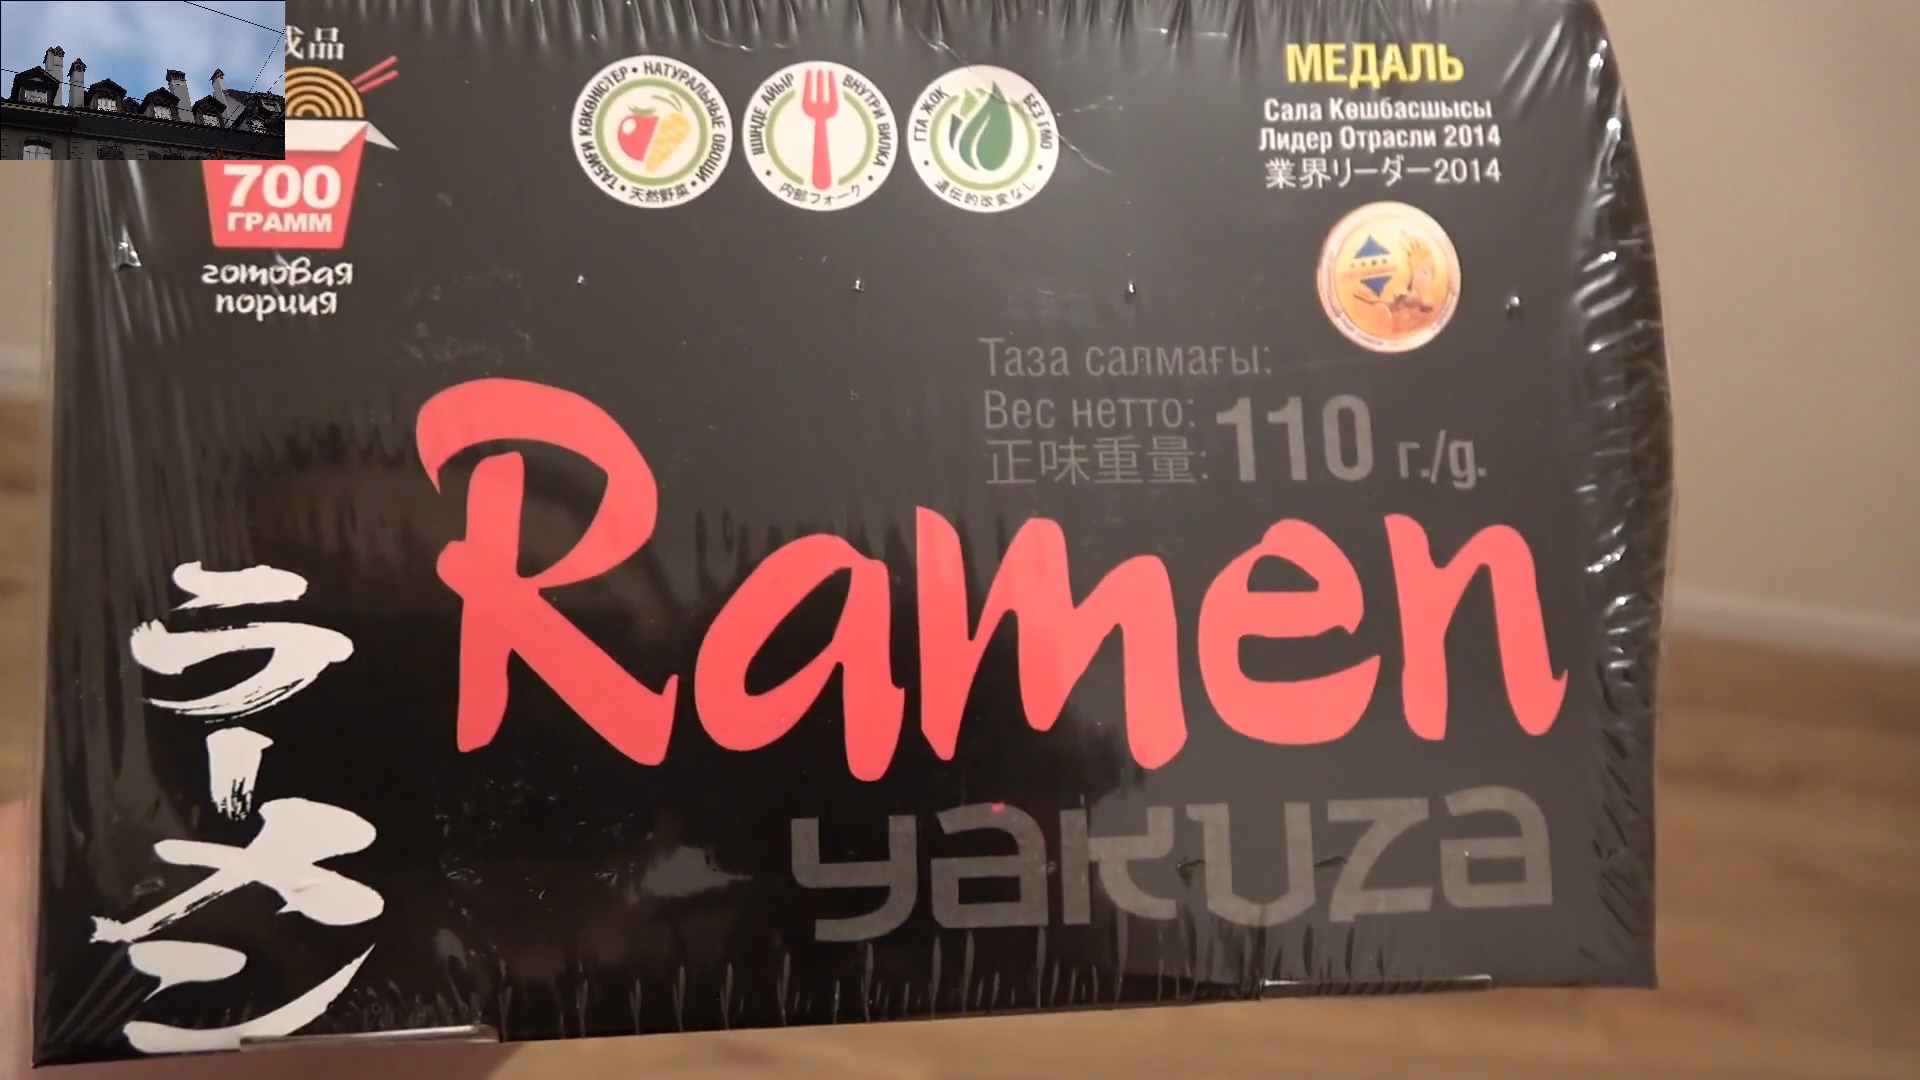 品
700
ГРАММ
готовая
порция
ТАБИҒИ КӨКӨНІСТЕР • НАТУРАЛЬНЫЕ ОВОЩИ
• 天然野菜 •
ІШІНДЕ АЙЫР
ВНУТРИ ВИЛКА
• 内部フォーク •
ГТА ЖОҚ
БЕЗ ГМО
• 遺伝的改変なし •
МЕДАЛЬ
Сала Көшбасшысы
Лидер Отрасли 2014
業界リーダー2014
Таза салмағы:
Вес нетто:
正味重量: 110 г./g.
Ramen
yakuza
ラーメン